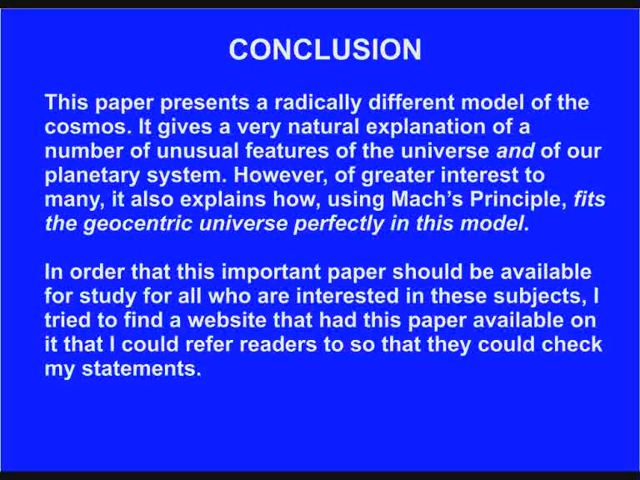 CONCLUSION
This paper presents a radically different model of the
cosmos. It gives a very natural explanation of a
number of unusual features of the universe and of our
planetary system. However, of greater interest to
many, it also explains how, using Mach's Principle, fits
the geocentric universe perfectly in this model.
In order that this important paper should be available
for study for all who are interested in these subjects, I
tried to find a website that had this paper available on
it that I could refer readers to so that they could check
my statements.